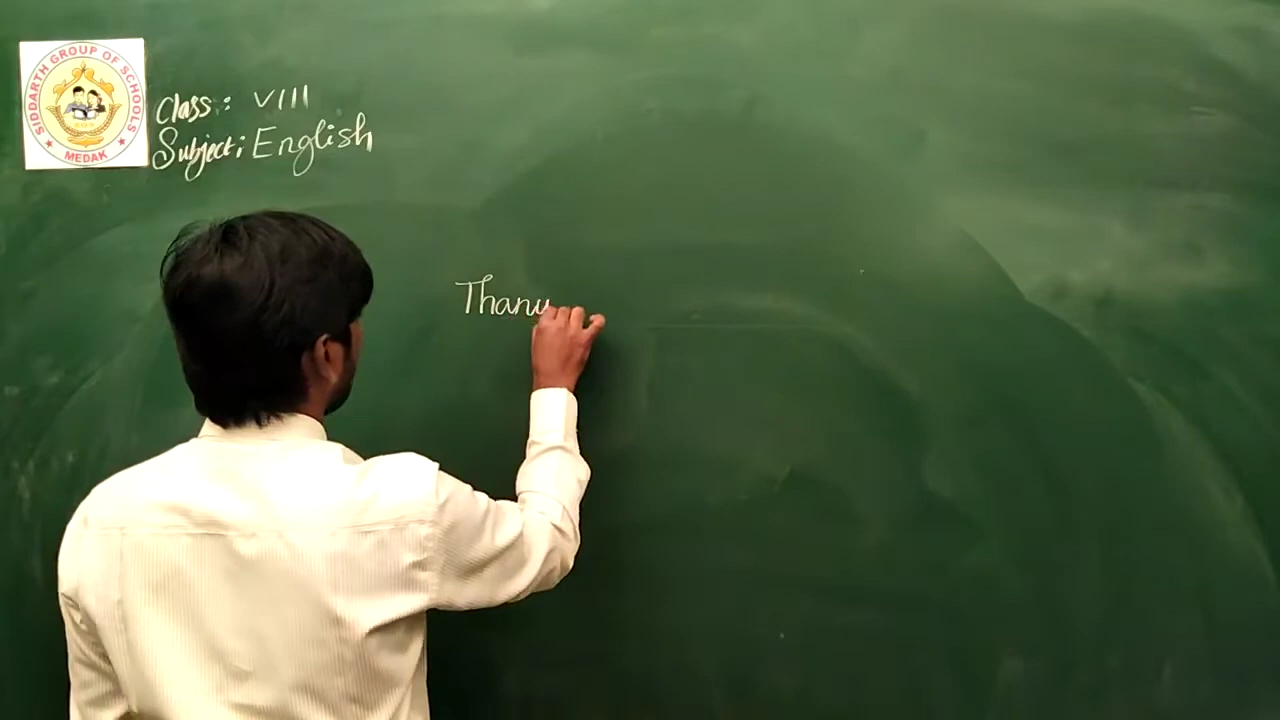 SIDDARTH GROUP OF SCHOOLS
MEDAK
Class: VIII
Subject: English
Thanu